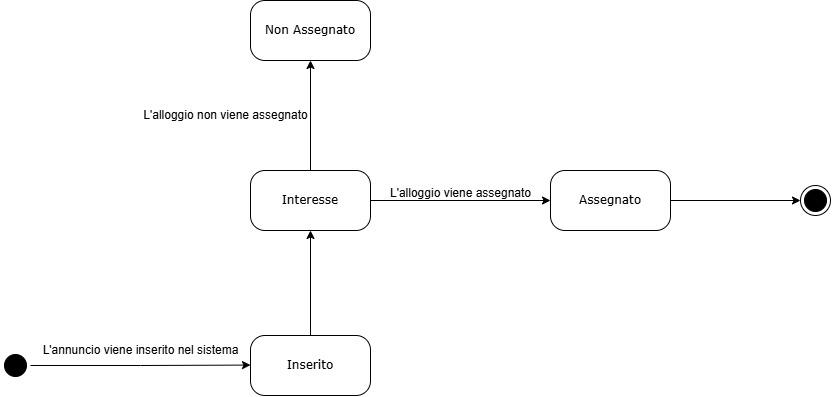 Non Assegnato
L'alloggio non viene assegnato
Interesse
L'alloggio viene assegnato
Assegnato
L'annuncio viene inserito nel sistema
Inserito